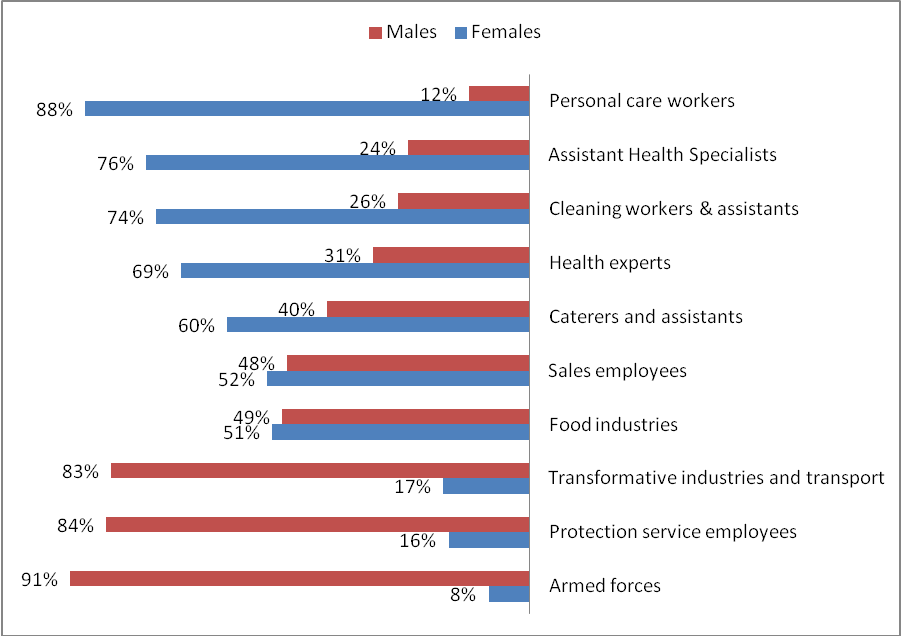 Males Females
12% Personal care workers
88%
24% Assistant Health Specialists
76%
26% Cleaning workers & assistants
74%
31% Health experts
69%
40% Caterers and assistants
60%
48% Sales employees
52%
49% Food industries
51%
83% Transformative industries and transport
17%
84% Protection service employees
16%
91% Armed forces
8%